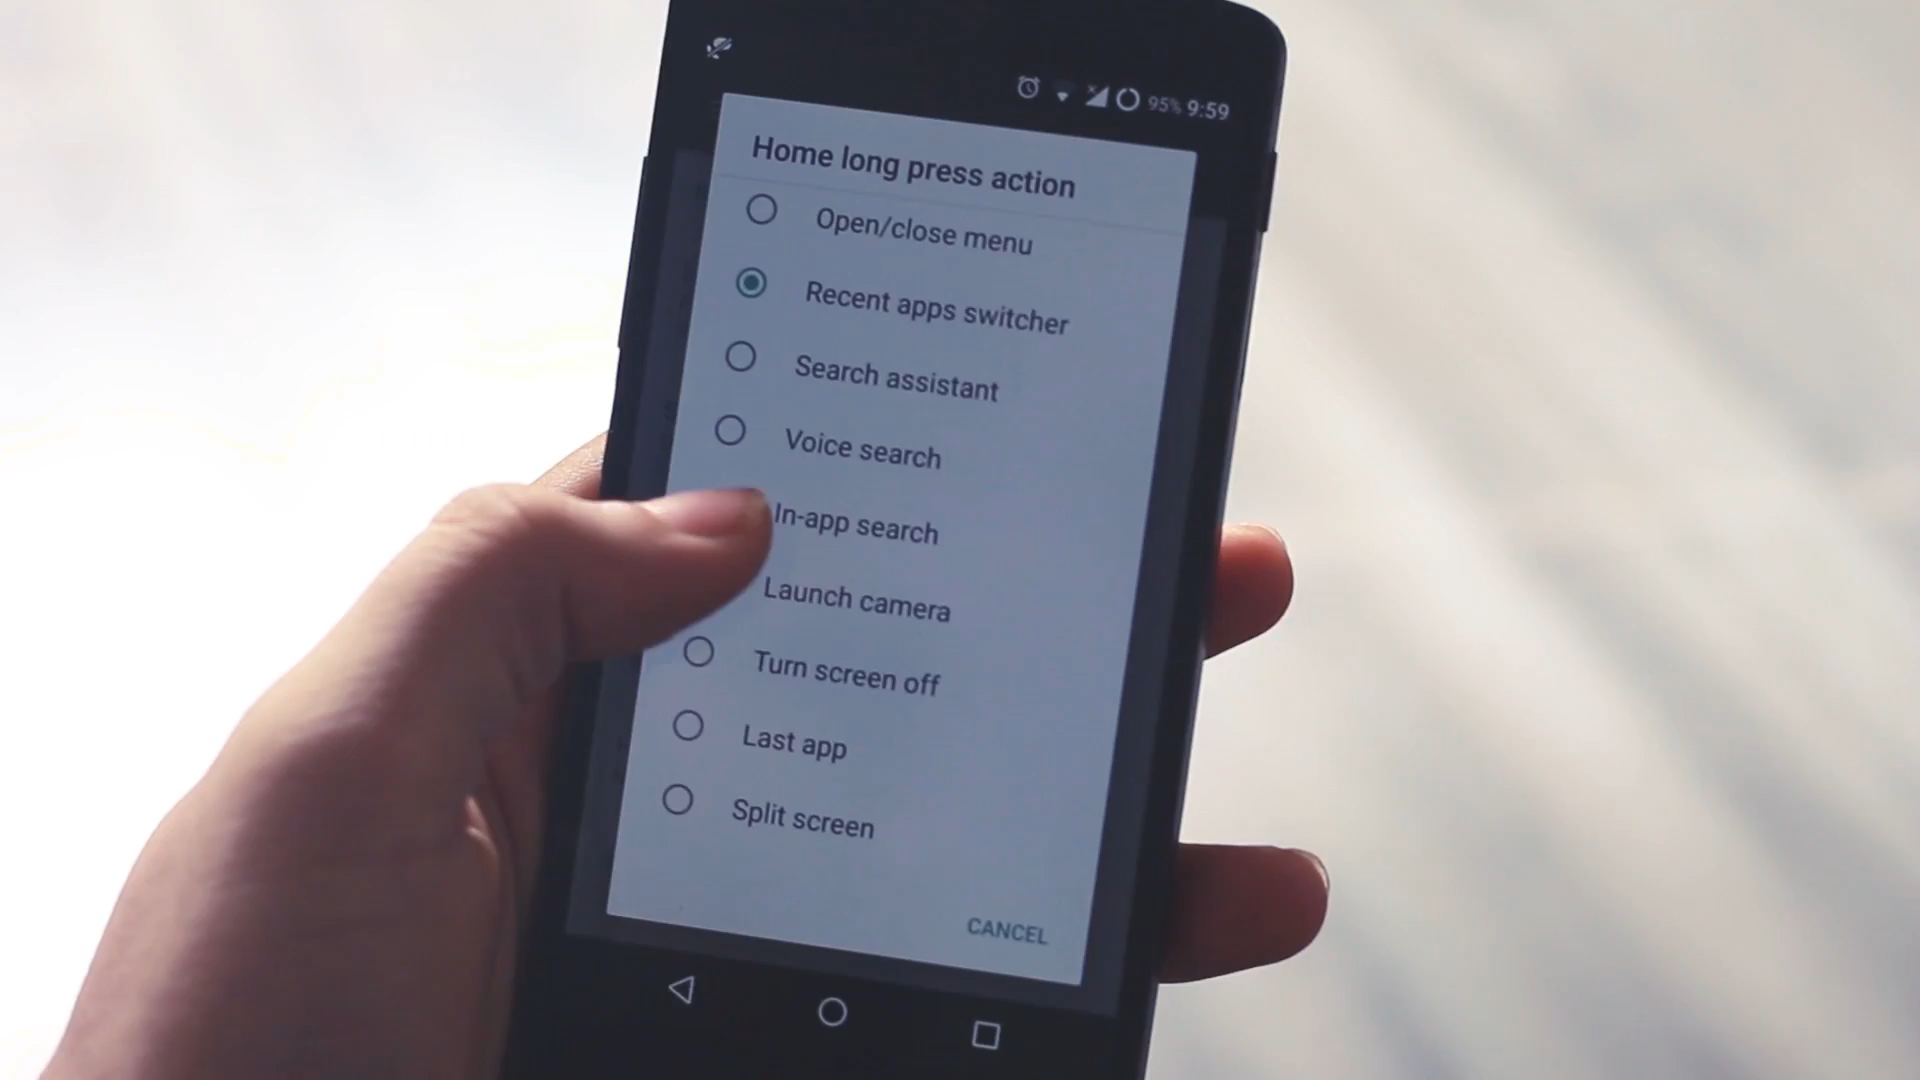 95% 9:59
Home long press action
Open/close menu
Recent apps switcher
Search assistant
Voice search
In-app search
Launch camera
Turn screen off
Last app
Split screen
CANCEL